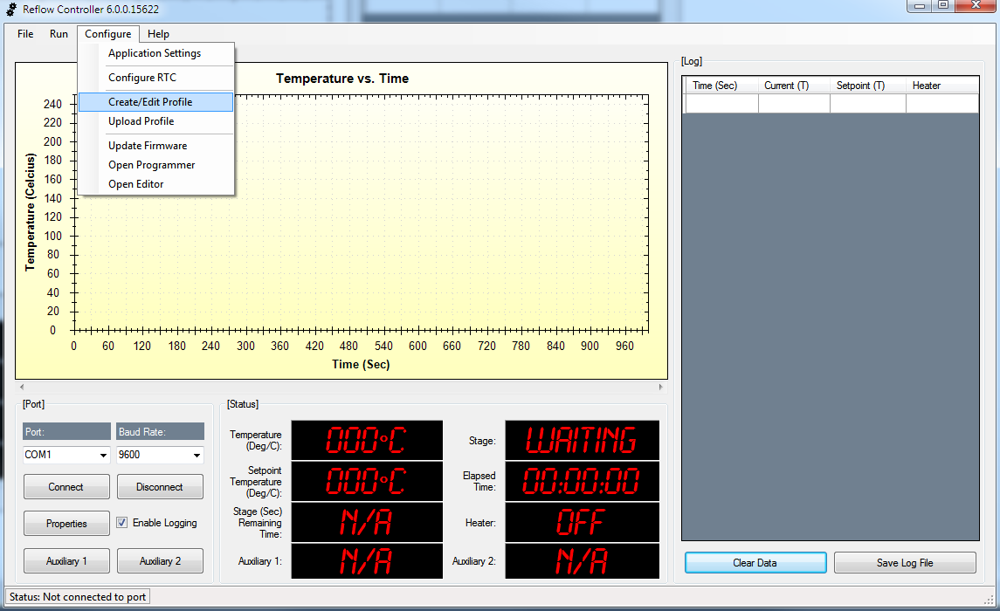 Reflow Controller 6.0.0.15622
File Run Configure Help
Application Settings
Configure RTC
Create/Edit Profile
Upload Profile
Update Firmware
Open Programmer
Open Editor
Temperature vs. Time
Temperature (Celcius)
240
220
200
180
160
140
120
100
80
60
40
20
0
0 60 120 180 240 300 360 420 480 540 600 660 720 780 840 900 960
Time (Sec)
[Log]
Time (Sec) Current (T) Setpoint (T) Heater
[Port]
Port: Baud Rate:
COM1 9600
Connect Disconnect
Properties Enable Logging
Auxiliary 1 Auxiliary 2
[Status]
Temperature
(Deg/C):
000°C
Stage:
WAITING
Setpoint
Temperature
(Deg/C):
000°C
Elapsed
Time:
00:00:00
Stage (Sec)
Remaining
Time:
N/A
Heater:
OFF
Auxiliary 1:
N/A
Auxiliary 2:
N/A
Clear Data Save Log File
Status: Not connected to port